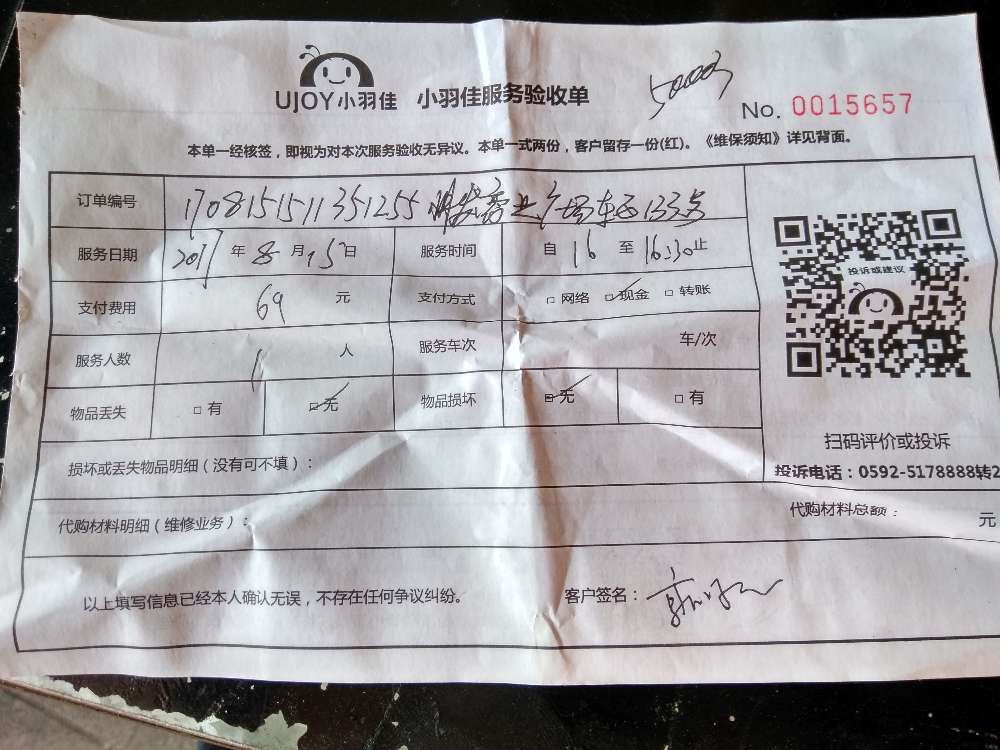 UJOY小羽佳 小羽佳服务验收单
No. 0015657
本单一经核签，即视为对本次服务验收无异议。本单一式两份，客户留存一份(红)。《维保须知》详见背面。
订单编号 170815151135 1255
服务日期 2017 年 8 月 15 日 服务时间 自 16 至 16:30 止
投诉或建议
支付费用 69 元 支付方式 □ 网络 ☑ 现金 □ 转账
服务人数 1 人 服务车次 车/次
物品丢失 □ 有 ☑ 无 物品损坏 ☑ 无 □ 有
扫码评价或投诉
损坏或丢失物品明细（没有可不填）：
投诉电话：0592-5178888转2
代购材料明细（维修业务）： 代购材料总额： 元
以上填写信息已经本人确认无误，不存在任何争议纠纷。 客户签名：